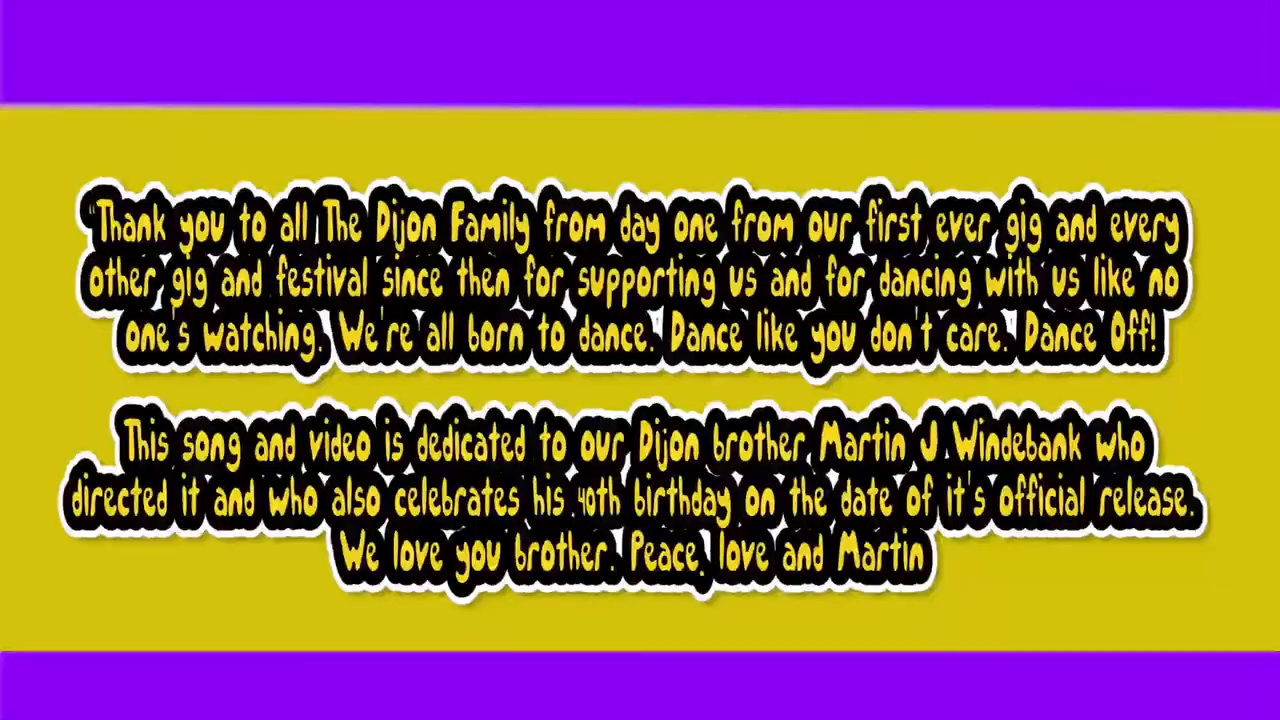 "Thank you to all The Dijon Family from day one from our first ever gig and every
other gig and festival since then for supporting us and for dancing with us like no
one's watching. We're all born to dance. Dance like you don't care. Dance Off!
This song and video is dedicated to our Dijon brother Martin J Windebank who
directed it and who also celebrates his 40th birthday on the date of it's official release.
We love you brother. Peace, love and Martin